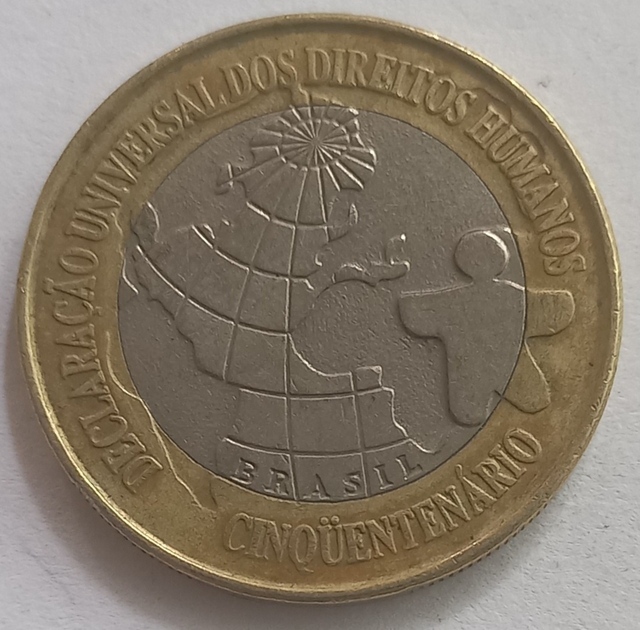 DECLARAÇÃO UNIVERSAL DOS DIREITOS HUMANOS
BRASIL
CINQÜENTENÁRIO